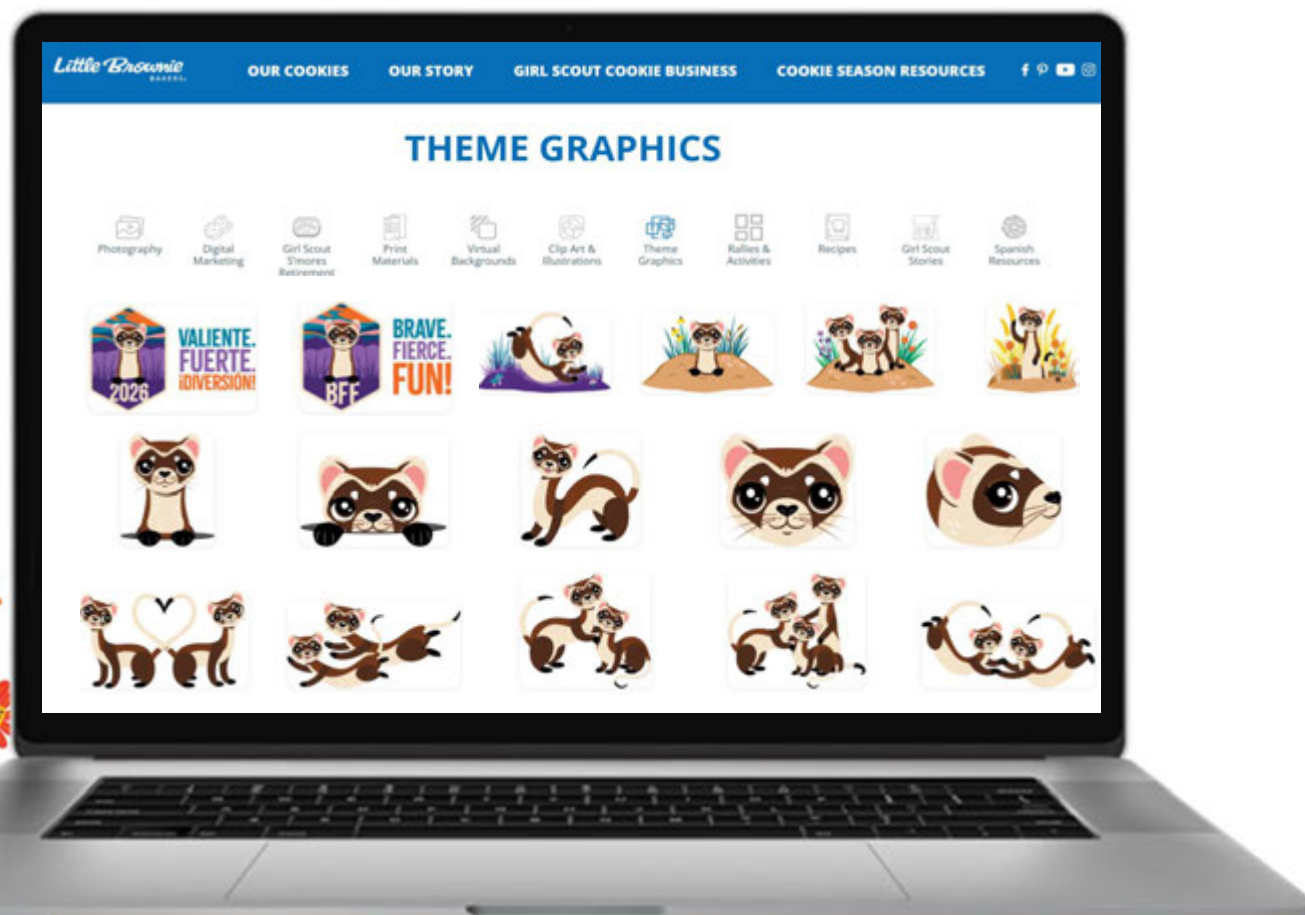 Little Brownie
BAKERS.
OUR COOKIES
OUR STORY
GIRL SCOUT COOKIE BUSINESS
COOKIE SEASON RESOURCES
THEME GRAPHICS
Photography
Digital
Marketing
Girl Scout
S'mores
Retirement
Print
Materials
Virtual
Backgrounds
Clip Art &
Illustrations
Theme
Graphics
Rallies &
Activities
Recipes
Girl Scout
Stories
Spanish
Resources
2026
VALIENTE.
FUERTE.
¡DIVERSIÓN!
BFF
BRAVE.
FIERCE.
FUN!